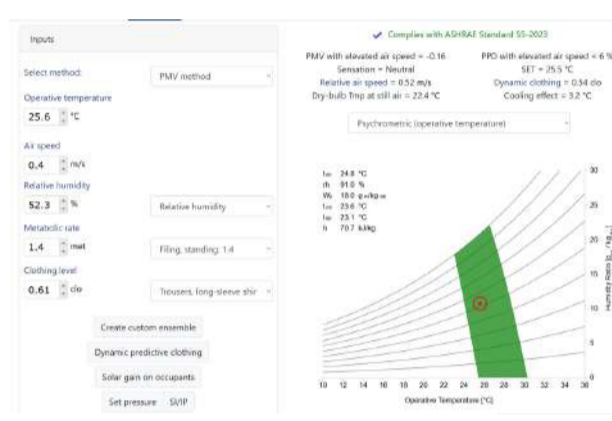 Inputs
Select method:
PMV method
Operative temperature
25.6 °C
Air speed
0.4 m/s
Relative humidity
52.3 %
Relative humidity
Metabolic rate
1.4 met
Filing, standing: 1.4
Clothing level
0.61 clo
Trousers, long-sleeve shir
Create custom ensemble
Dynamic predictive clothing
Solar gain on occupants
Set pressure
SI/IP
Complies with ASHRAE Standard 55-2023
PMV with elevated air speed = -0.16
PPD with elevated air speed = 6 %
Sensation = Neutral
SET = 25.5 °C
Relative air speed = 0.52 m/s
Dynamic clothing = 0.54 clo
Dry-bulb Tmp at still air = 22.4 °C
Cooling effect = 3.2 °C
Psychrometric (operative temperature)
24.8 °C
rh 91.0 %
18.0
23.6 °C
23.1 °C
h 70.7 kJ/kg
30
25
20
15
10
5
0
Humidity Ratio
10 12 14 16 18 20 22 24 26 28 30 32 34 36
Operative Temperature [°C]